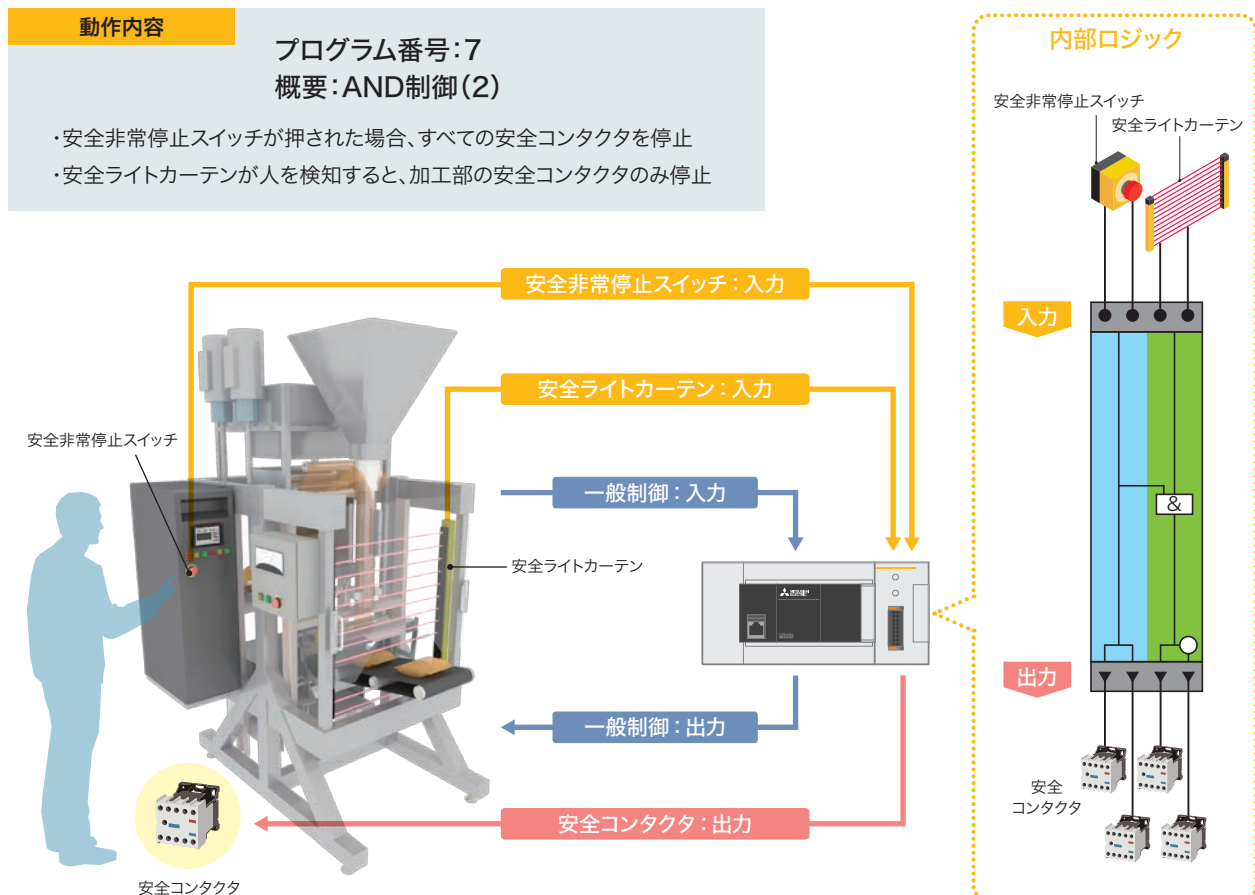 動作内容
プログラム番号：7
概要：AND制御（2）
・安全非常停止スイッチが押された場合、すべての安全コンタクタを停止
・安全ライトカーテンが人を検知すると、加工部の安全コンタクタのみ停止
安全非常停止スイッチ：入力
安全ライトカーテン：入力
安全非常停止スイッチ
一般制御：入力
安全ライトカーテン
MITSUBISHI
ELECTRIC
一般制御：出力
安全コンタクタ：出力
安全コンタクタ
内部ロジック
安全非常停止スイッチ
安全ライトカーテン
入力
&
出力
安全
コンタクタ